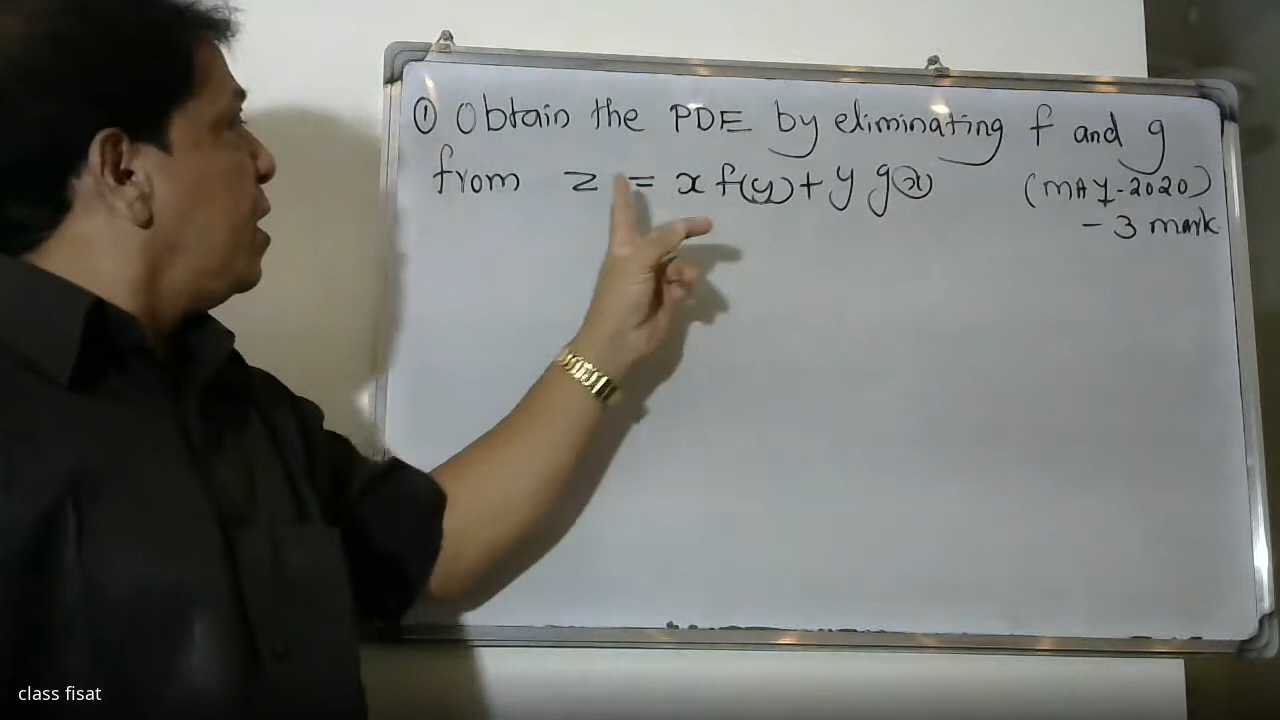 ① Obtain the PDE by eliminating f and g
from z = x f(y) + y g(x) (MAY-2020)
- 3 mark
class fisat